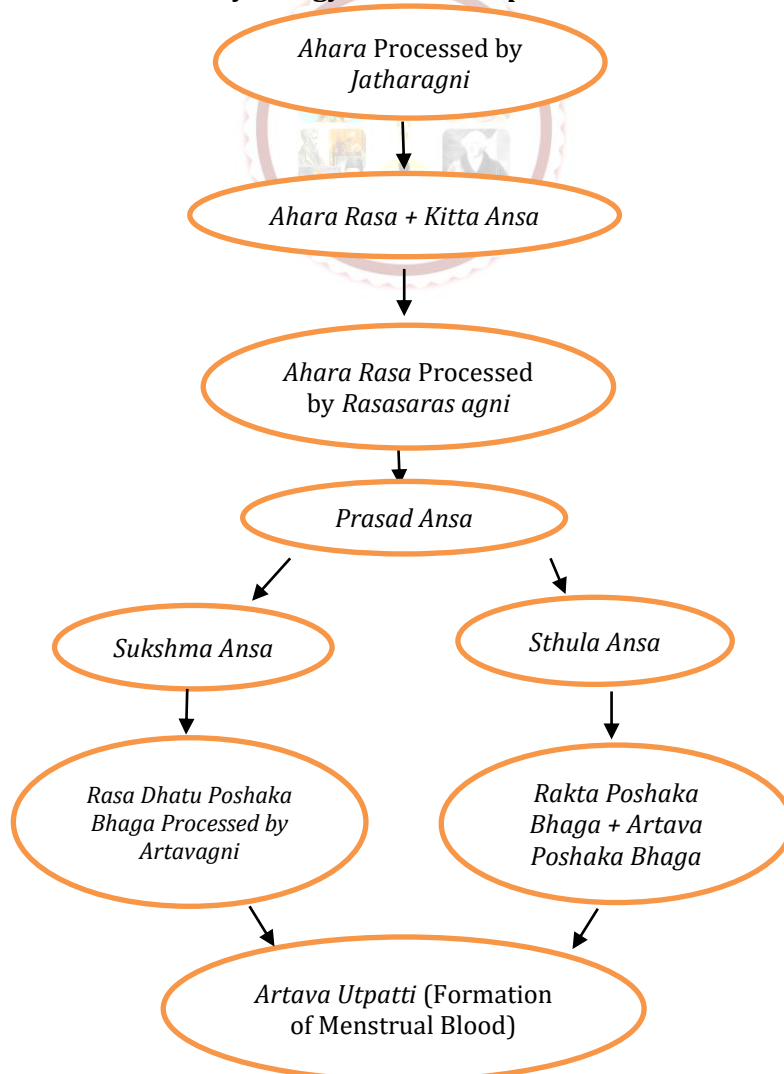 Ahara Processed by
Jatharagni
Ahara Rasa + Kitta Ansa
Ahara Rasa Processed
by Rasasaras agni
Prasad Ansa
Sukshma Ansa
Sthula Ansa
Rasa Dhatu Poshaka
Bhaga Processed by
Artavagni
Rakta Poshaka
Bhaga + Artava
Poshaka Bhaga
Artava Utpatti (Formation
of Menstrual Blood)